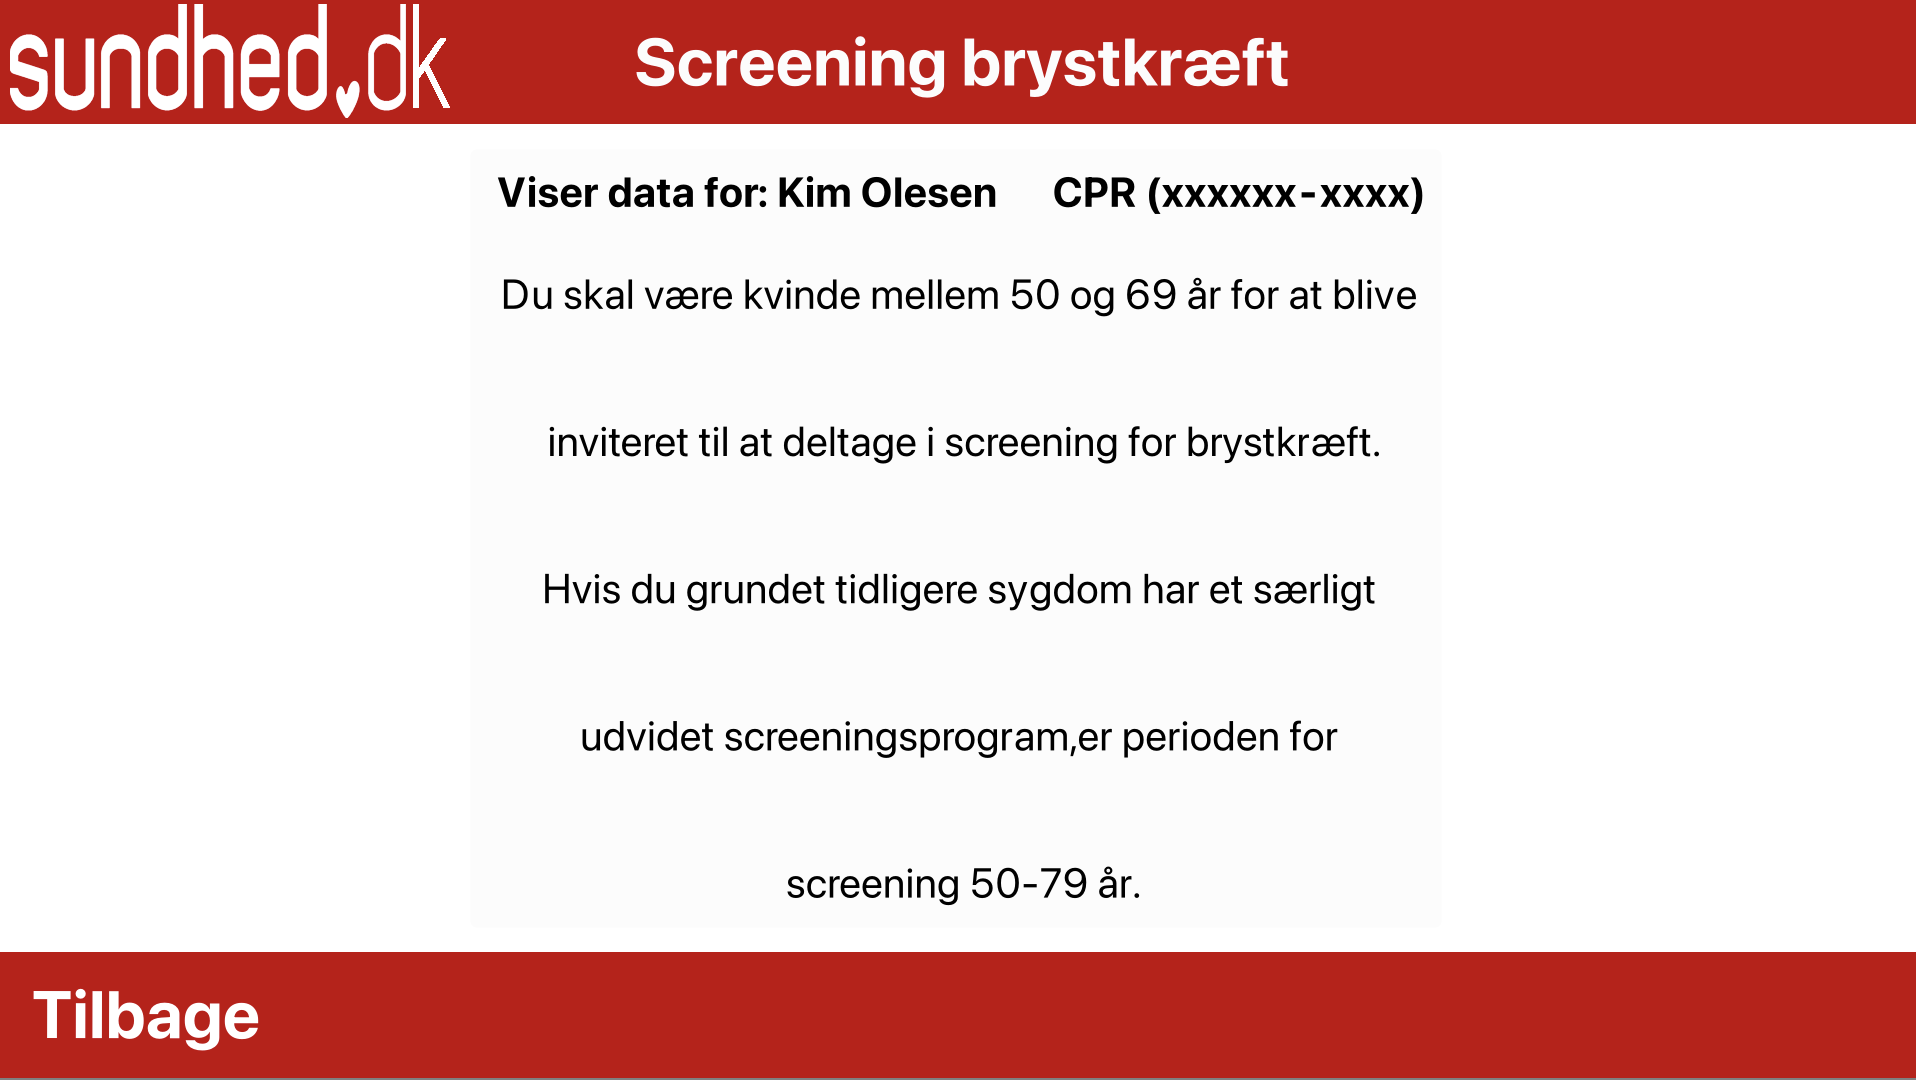 sundhed.dk
Screening brystkræft
Viser data for: Kim Olesen CPR (xxxxxx-xxxx)
Du skal være kvinde mellem 50 og 69 år for at blive
inviteret til at deltage i screening for brystkræft.
Hvis du grundet tidligere sygdom har et særligt
udvidet screeningsprogram,er perioden for
screening 50-79 år.
Tilbage